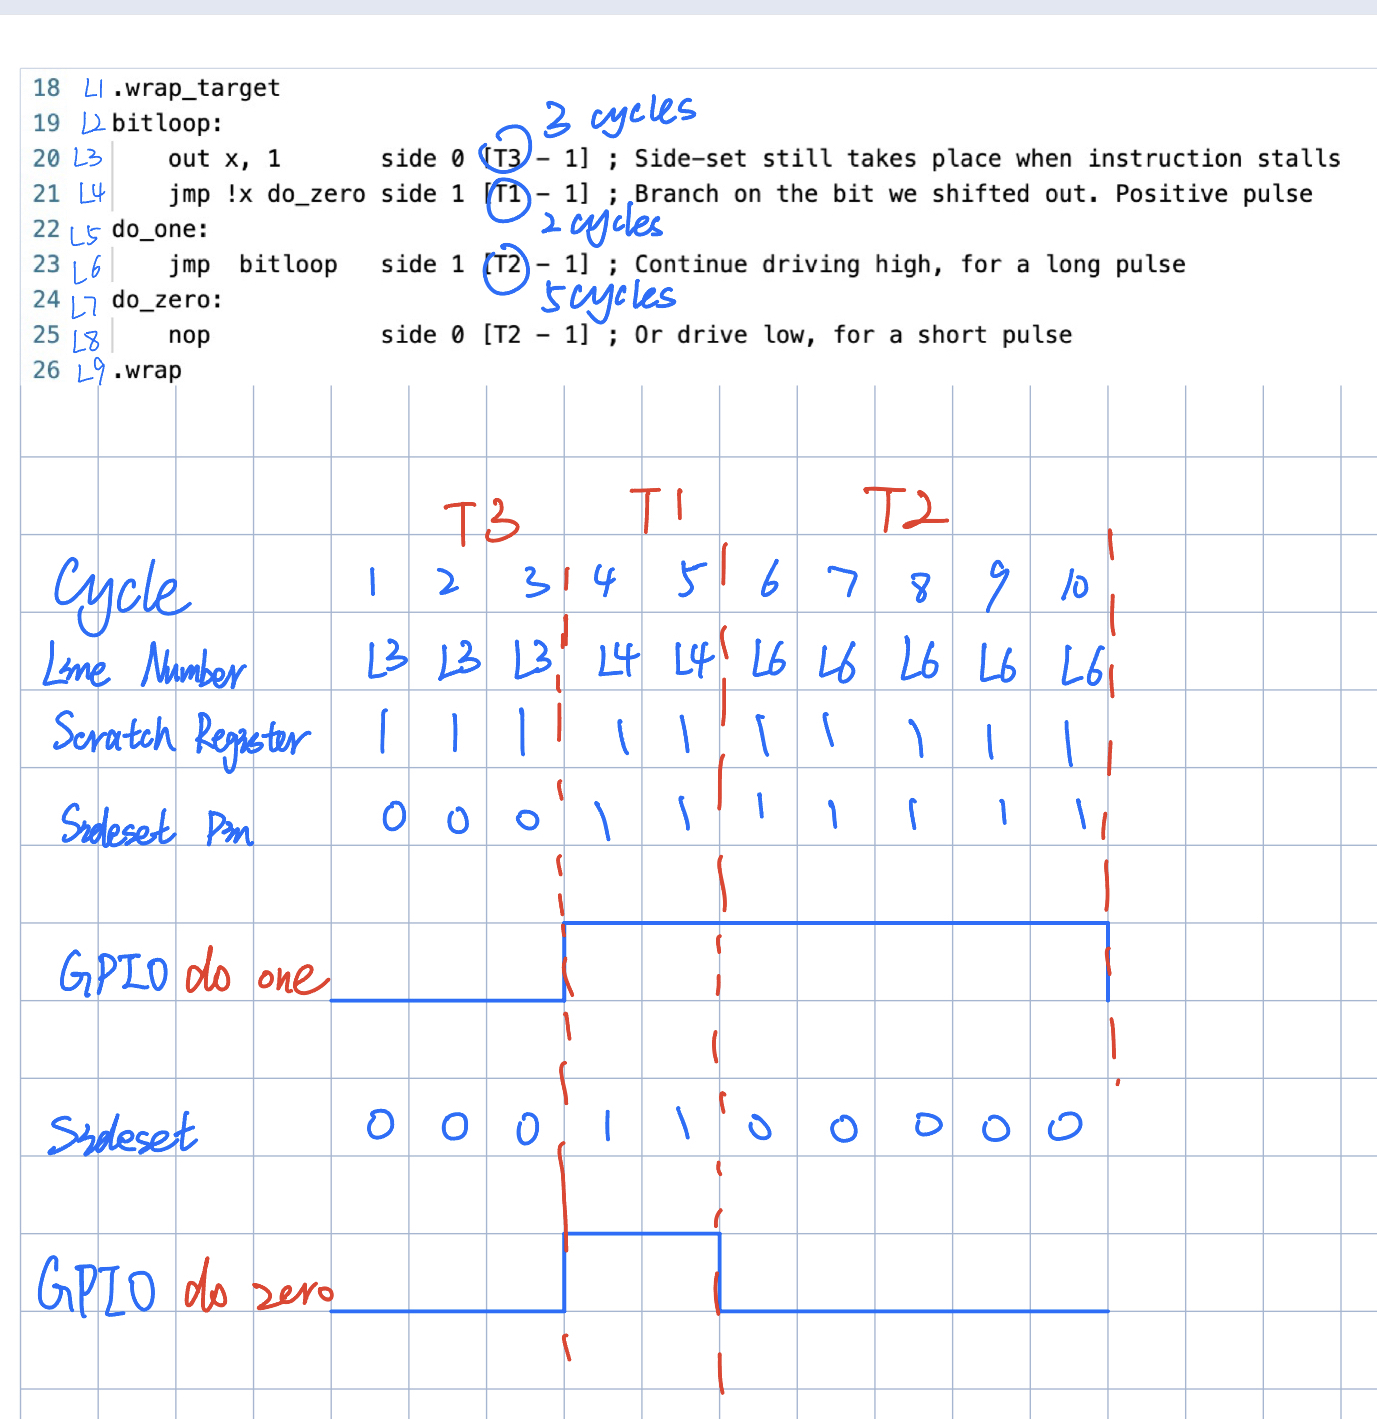 18 L1 .wrap_target
3 cycles
19 L2 bitloop:
20 L3 out x, 1 side 0 [T3 - 1] ; Side-set still takes place when instruction stalls
21 L4 jmp !x do_zero side 1 [T1 - 1] ; Branch on the bit we shifted out. Positive pulse
22 L5 do_one: 2 cycles
23 L6 jmp bitloop side 1 [T2 - 1] ; Continue driving high, for a long pulse
24 L7 do_zero: 5 cycles
25 L8 nop side 0 [T2 - 1] ; Or drive low, for a short pulse
26 L9 .wrap
T3 T1 T2
Cycle 1 2 3 4 5 6 7 8 9 10
Line Number L3 L3 L3 L4 L4 L6 L6 L6 L6 L6
Scratch Register 1 1 1 1 1 1 1 1 1 1
Sideset Pin 0 0 0 1 1 1 1 1 1 1
GPIO do one
Sideset 0 0 0 1 1 0 0 0 0 0
GPIO do zero